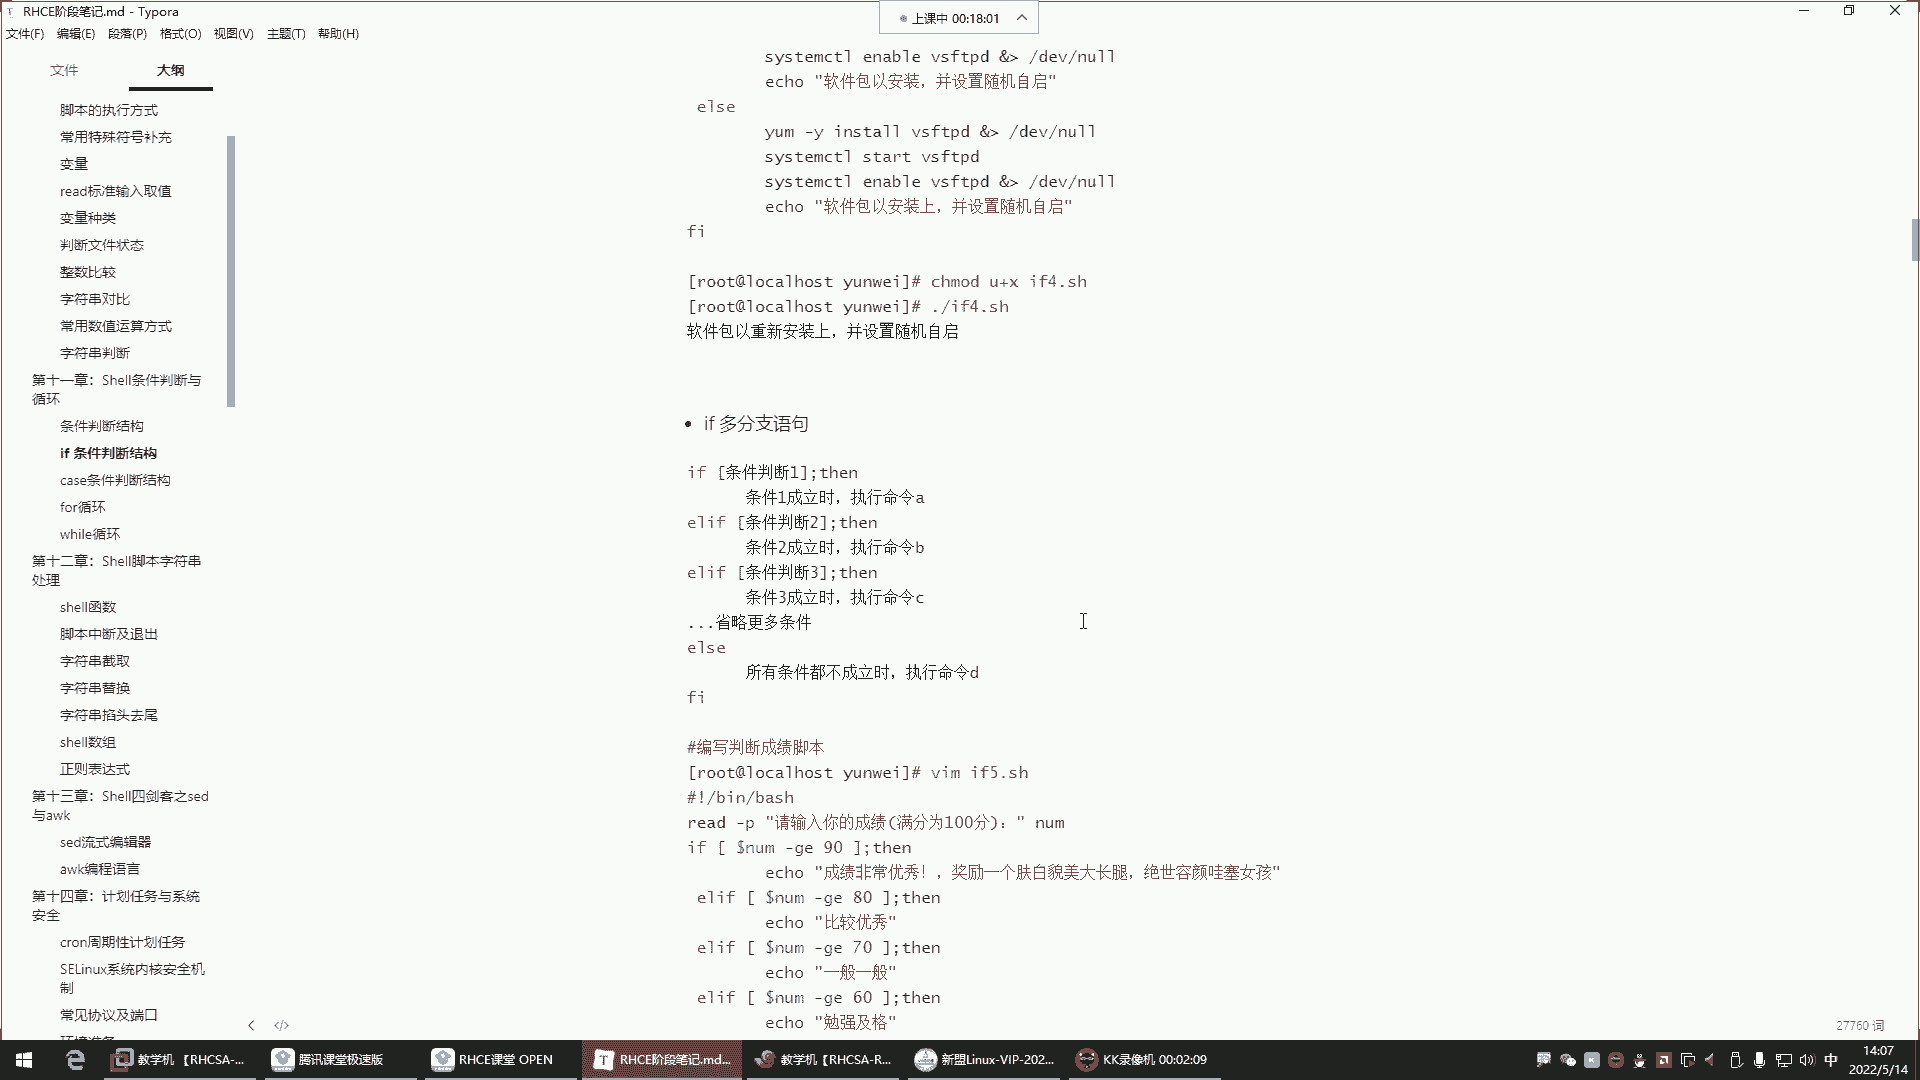 RHCE阶段笔记.md - Typora
上课中 00:18:01
文件(F) 编辑(E) 段落(P) 格式(O) 视图(V) 主题(T) 帮助(H)
文件 大纲
脚本的执行方式
常用特殊符号补充
变量
read标准输入取值
变量种类
判断文件状态
整数比较
字符串对比
常用数值运算方式
字符串判断
第十一章：Shell条件判断与
循环
条件判断结构
if 条件判断结构
case条件判断结构
for循环
while循环
第十二章：Shell脚本字符串
处理
shell函数
脚本中断及退出
字符串截取
字符串替换
字符串掐头去尾
shell数组
正则表达式
第十三章：Shell四剑客之sed
与awk
sed流式编辑器
awk编程语言
第十四章：计划任务与系统
安全
cron周期性计划任务
SELinux系统内核安全机
制
常见协议及端口
systemctl enable vsftpd &> /dev/null
echo "软件包以安装，并设置随机自启"
else
yum -y install vsftpd &> /dev/null
systemctl start vsftpd
systemctl enable vsftpd &> /dev/null
echo "软件包以安装上，并设置随机自启"
fi
[root@localhost yunwei]# chmod u+x if4.sh
[root@localhost yunwei]# ./if4.sh
软件包以重新安装上，并设置随机自启
• if 多分支语句
if [条件判断1];then
条件1成立时，执行命令a
elif [条件判断2];then
条件2成立时，执行命令b
elif [条件判断3];then
条件3成立时，执行命令c
...省略更多条件
else
所有条件都不成立时，执行命令d
fi
#编写判断成绩脚本
[root@localhost yunwei]# vim if5.sh
#!/bin/bash
read -p "请输入你的成绩(满分为100分)：" num
if [ $num -ge 90 ];then
echo "成绩非常优秀！，奖励一个肤白貌美大长腿，绝世容颜哇塞女孩"
elif [ $num -ge 80 ];then
echo "比较优秀"
elif [ $num -ge 70 ];then
echo "一般一般"
elif [ $num -ge 60 ];then
echo "勉强及格"
27760 词
教学机 【RHCSA-... 腾讯课堂极速版 RHCE课堂 OPEN RHCE阶段笔记.md... 教学机【RHCSA-R... 新盟Linux-VIP-202... KK录像机 00:02:09
中
14:07
2022/5/14